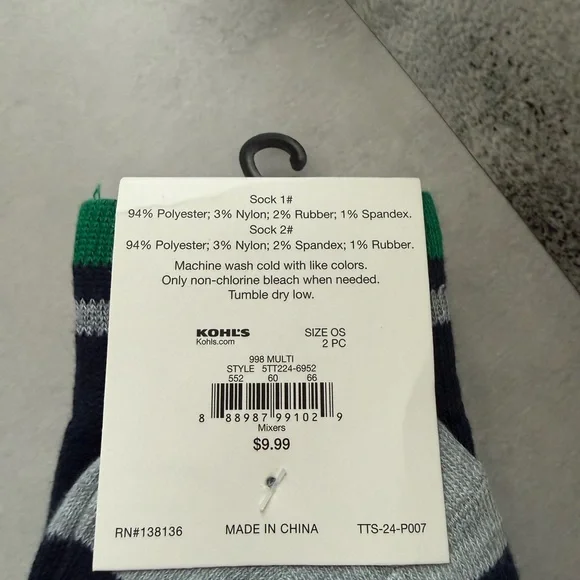 Sock 1#
94% Polyester; 3% Nylon; 2% Rubber; 1% Spandex.
Sock 2#
94% Polyester; 3% Nylon; 2% Spandex; 1% Rubber.
Machine wash cold with like colors.
Only non-chlorine bleach when needed.
Tumble dry low.
KOHL'S SIZE OS
Kohls.com 2 PC
998 MULTI
STYLE 5TT224-6952
552 60 66
8 88987 99102 9
Mixers
$9.99
RN#138136 MADE IN CHINA TTS-24-P007